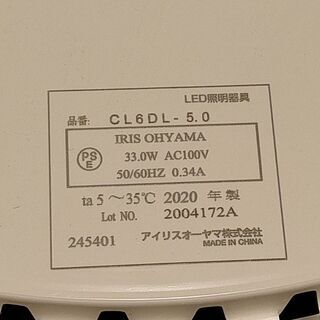 LED照明器具
品番: CL6DL-5.0
PSE
IRIS OHYAMA
33.0W AC100V
50/60HZ 0.34A
ta 5〜35℃ 2020 年製
Lot NO. 2004172A
245401
アイリスオーヤマ株式会社
MADE IN CHINA